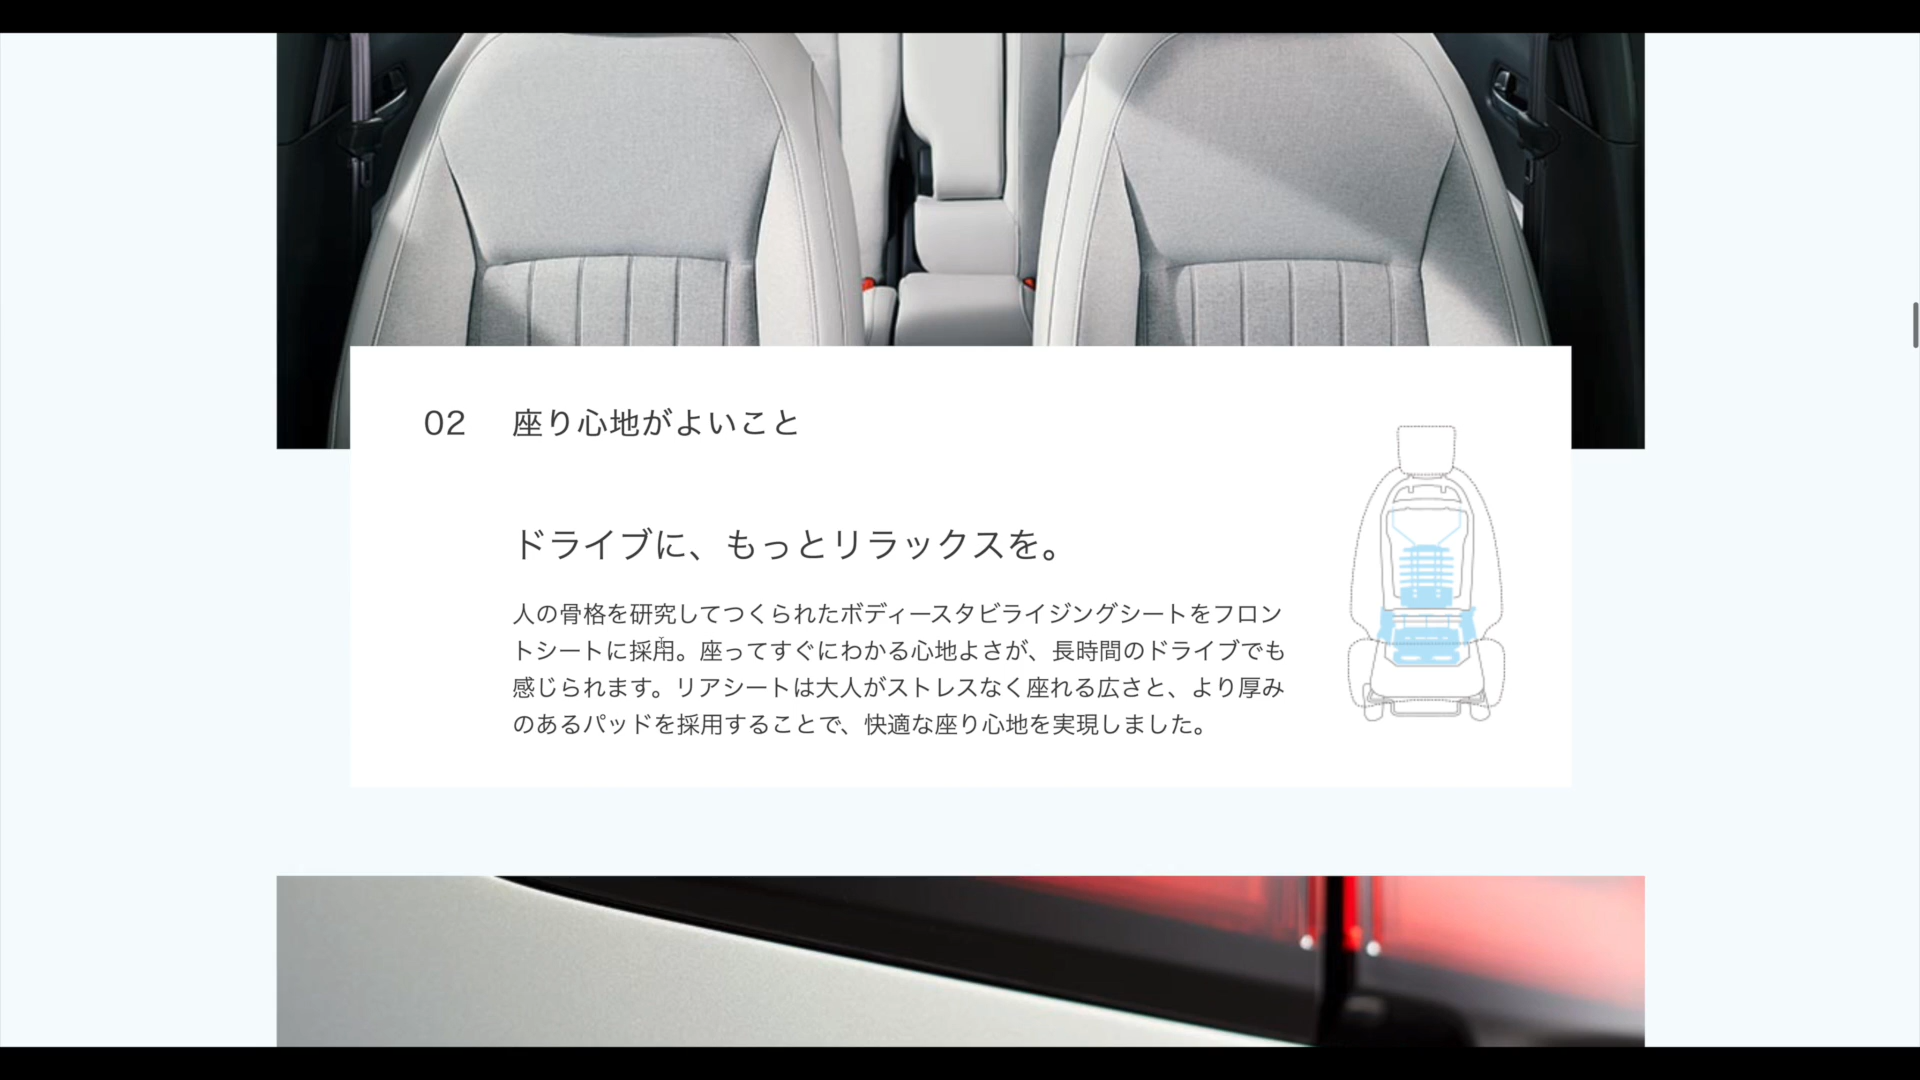 02 座り心地がよいこと
ドライブに、もっとリラックスを。
人の骨格を研究してつくられたボディースタビライジングシートをフロン
トシートに採用。座ってすぐにわかる心地よさが、長時間のドライブでも
感じられます。リアシートは大人がストレスなく座れる広さと、より厚み
のあるパッドを採用することで、快適な座り心地を実現しました。